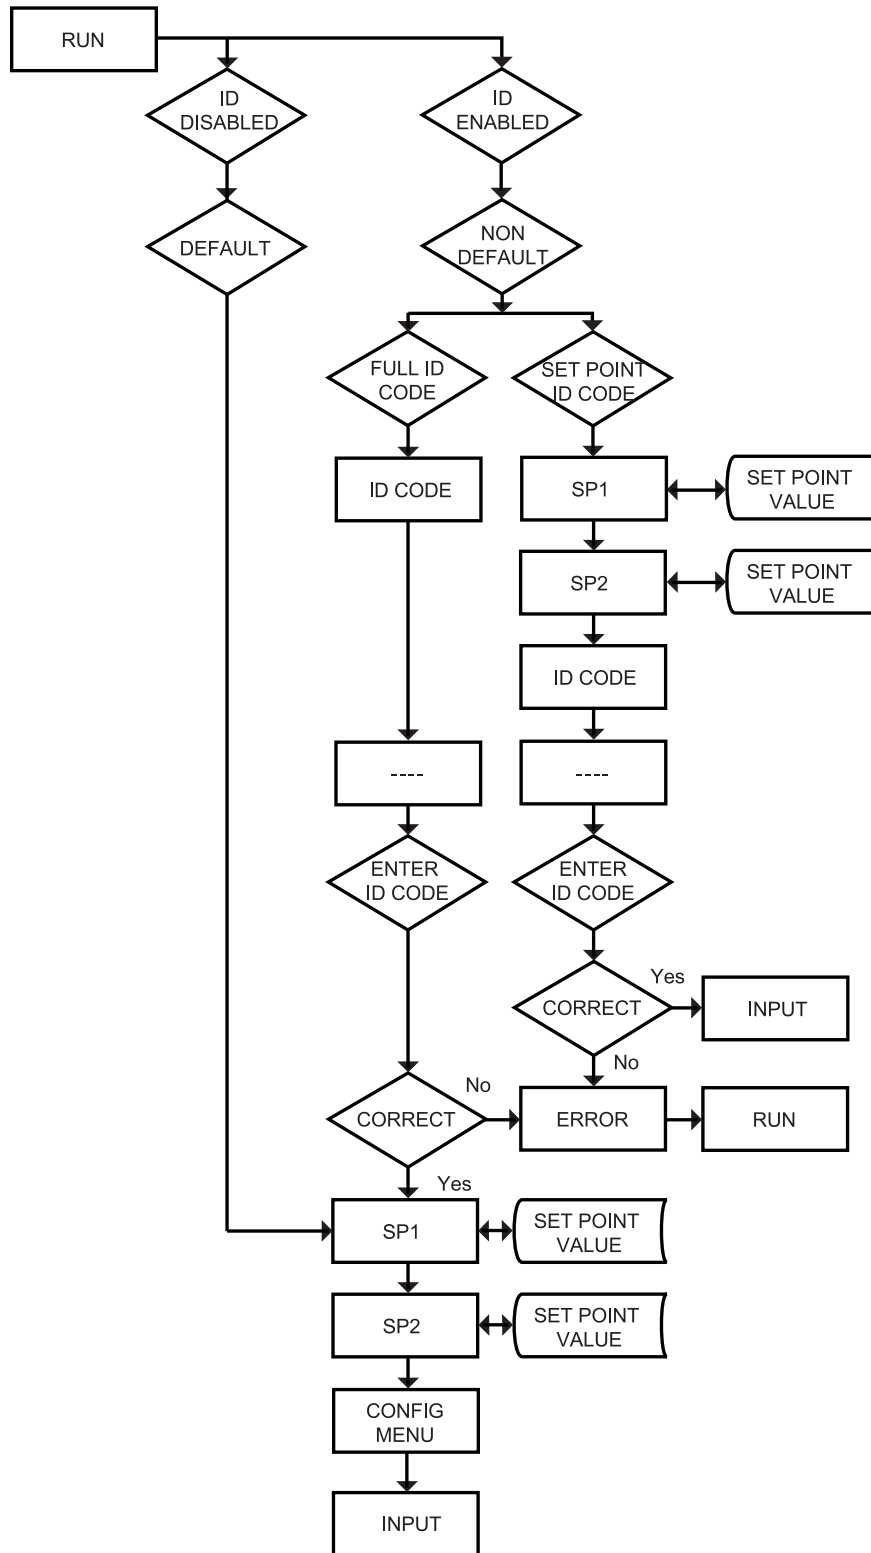 RUN
ID
DISABLED
ID
ENABLED
DEFAULT
NON
DEFAULT
FULL ID
CODE
SET POINT
ID CODE
ID CODE
SP1
SET POINT
VALUE
SP2
SET POINT
VALUE
ID CODE
----
----
ENTER
ID CODE
ENTER
ID CODE
CORRECT
Yes
INPUT
No
CORRECT
No
ERROR
RUN
Yes
SP1
SET POINT
VALUE
SP2
SET POINT
VALUE
CONFIG
MENU
INPUT